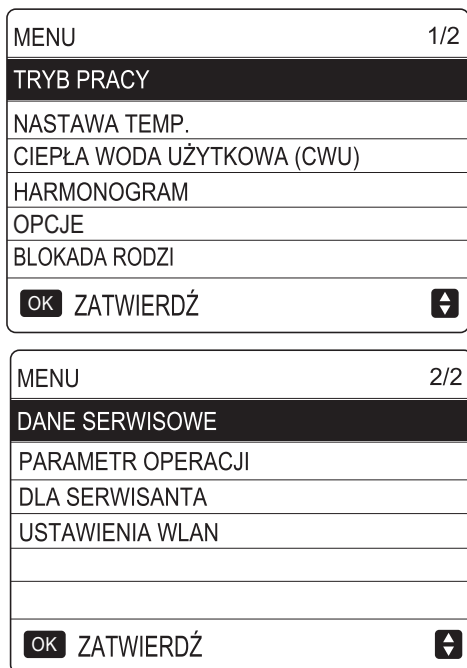 MENU 1/2
TRYB PRACY
NASTAWA TEMP.
CIEPŁA WODA UŻYTKOWA (CWU)
HARMONOGRAM
OPCJE
BLOKADA RODZI
OK ZATWIERDŹ
MENU 2/2
DANE SERWISOWE
PARAMETR OPERACJI
DLA SERWISANTA
USTAWIENIA WLAN
OK ZATWIERDŹ